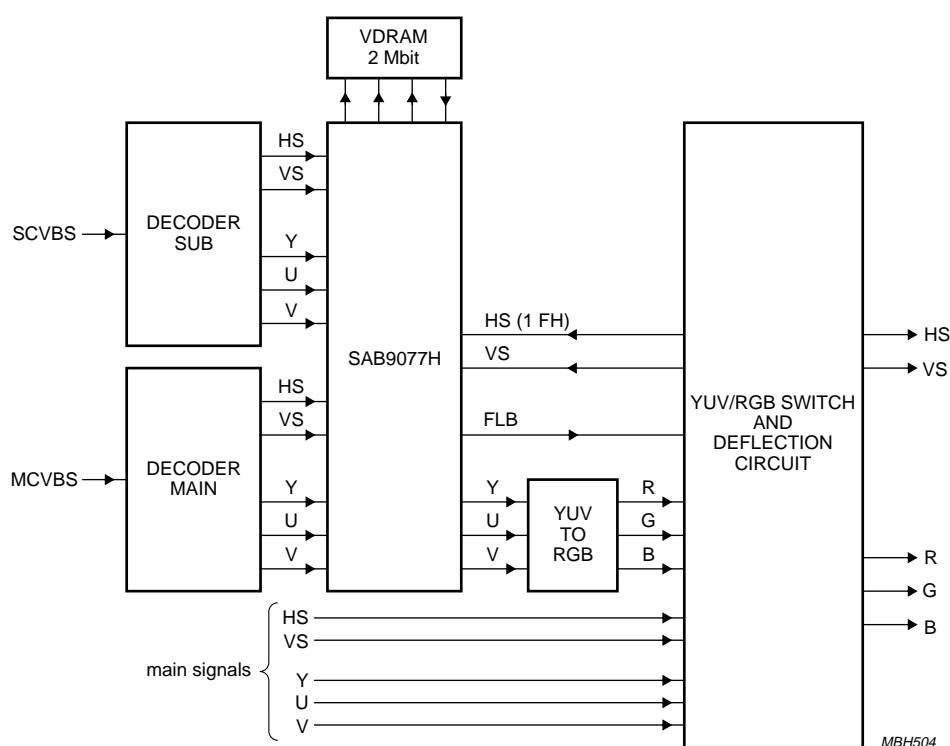 VDRAM
2 Mbit
HS
VS
Y
U
V
SCVBS
DECODER
SUB
HS
VS
Y
U
V
MCVBS
DECODER
MAIN
SAB9077H
HS (1 FH)
VS
FLB
Y
U
V
YUV
TO
RGB
R
G
B
YUV/RGB SWITCH
AND
DEFLECTION
CIRCUIT
HS
VS
R
G
B
main signals
HS
VS
Y
U
V
MBH504